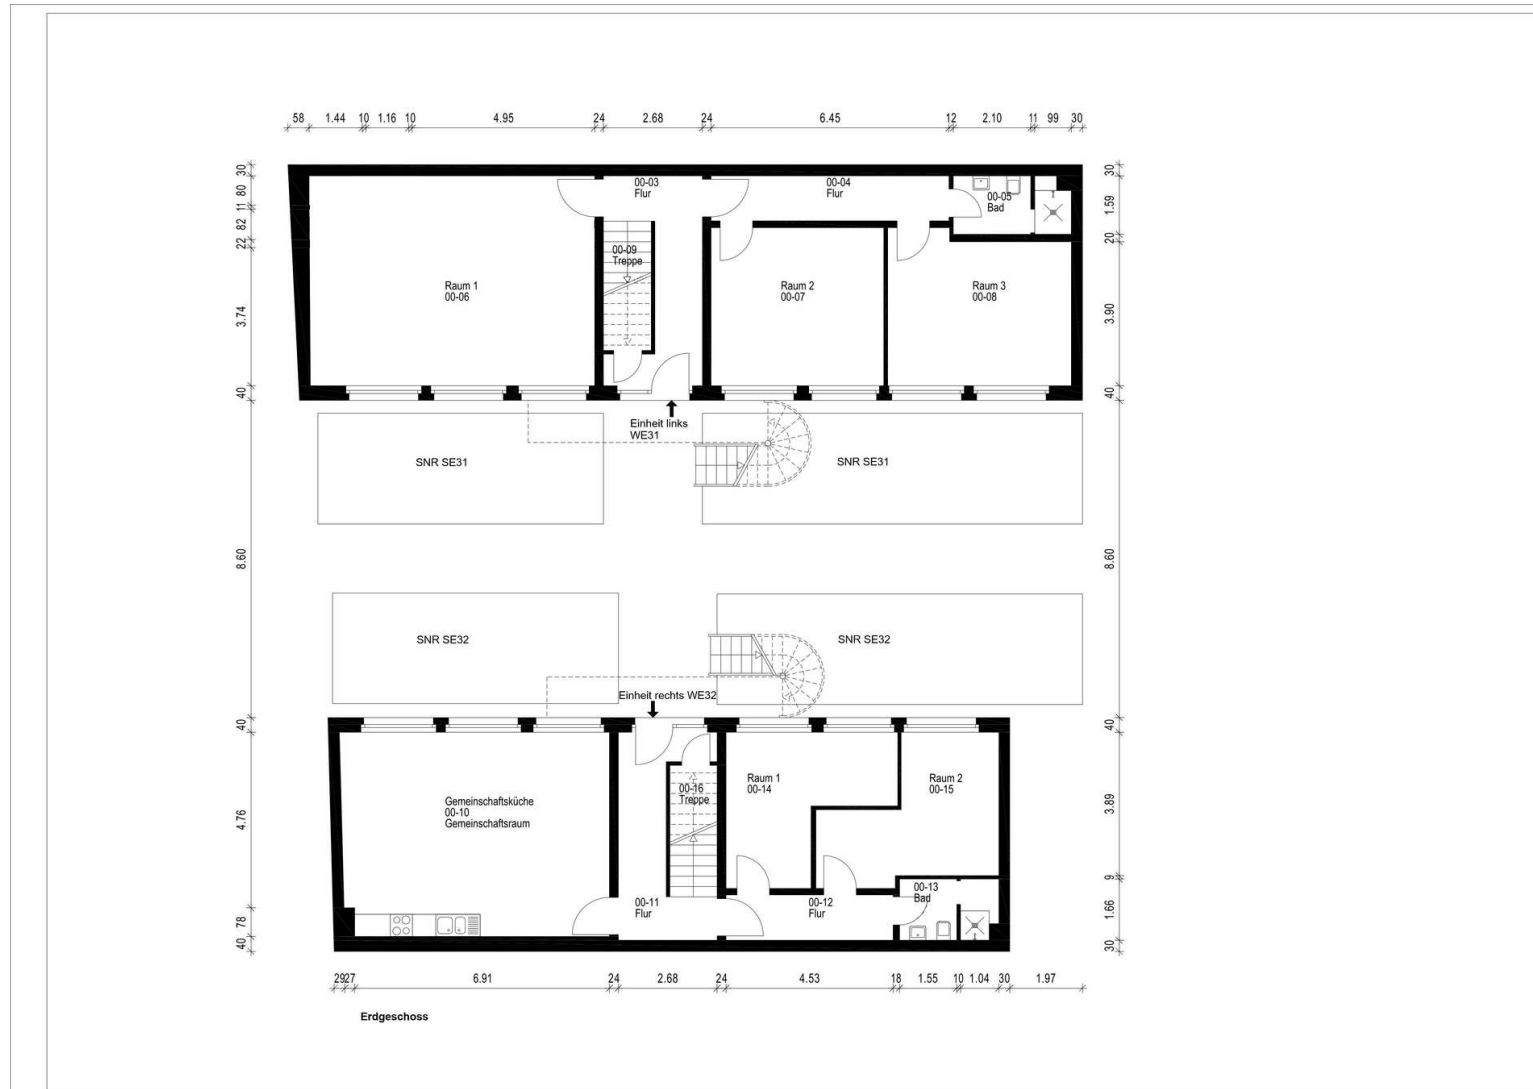 58 1.44 10 1.16 10 4.95 24 2.68 24 6.45 12 2.10 11 99 30
30
80
11
82
22
3.74
40
8.60
40
4.76
78
40
30
1.59
20
3.90
40
8.60
40
3.89
9
1.66
30
00-03
Flur
00-04
Flur
00-05
Bad
00-09
Treppe
Raum 1
00-06
Raum 2
00-07
Raum 3
00-08
Einheit links
WE31
SNR SE31
SNR SE31
SNR SE32
SNR SE32
Einheit rechts WE32
Gemeinschaftsküche
00-10
Gemeinschaftsraum
00-16
Treppe
Raum 1
00-14
Raum 2
00-15
00-13
Bad
00-11
Flur
00-12
Flur
29 27 6.91 24 2.68 24 4.53 18 1.55 10 1.04 30 1.97
Erdgeschoss